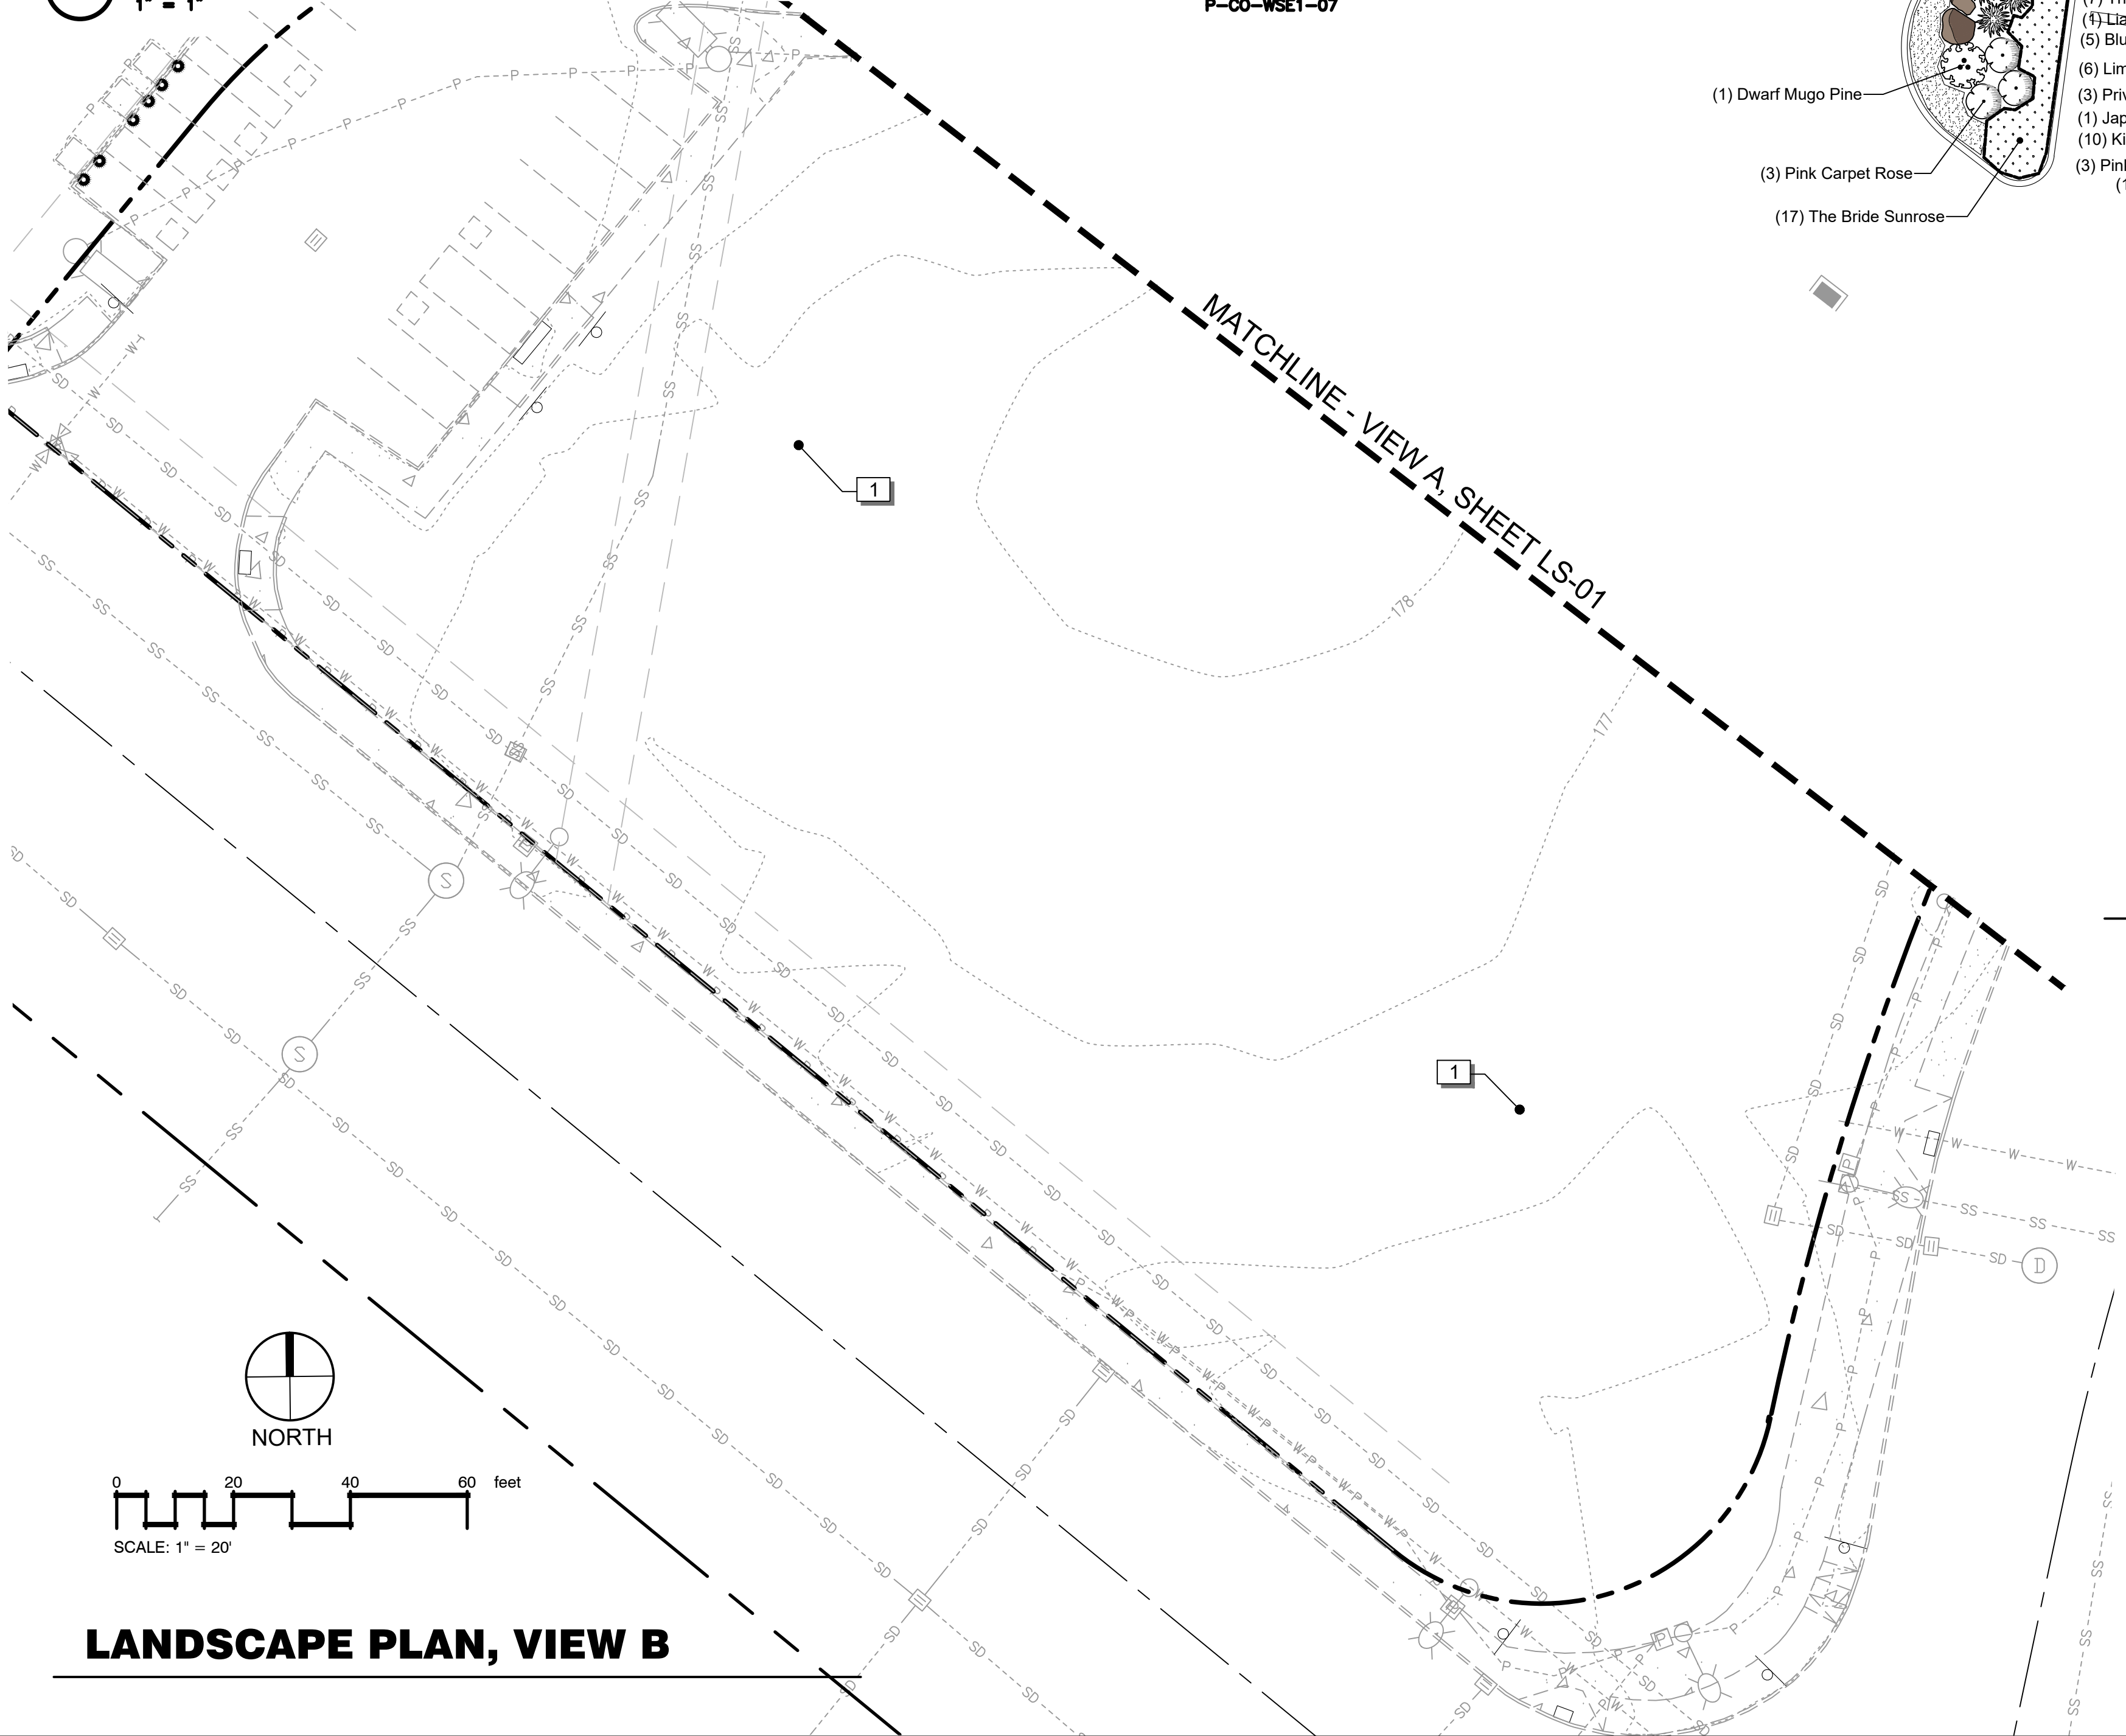 1" = 1"
P-CO-WSE1-07
(5) Blu
(6) Lim
(3) Priv
(1) Jap
(10) Ki
(3) Pinl
(1) Dwarf Mugo Pine
(3) Pink Carpet Rose
(17) The Bride Sunrose
MATCHLINE - VIEW A, SHEET LS-01
1
178
177
1
S
S
D
SS
SD
W
P
NORTH
0 20 40 60 feet
SCALE: 1" = 20'
LANDSCAPE PLAN, VIEW B